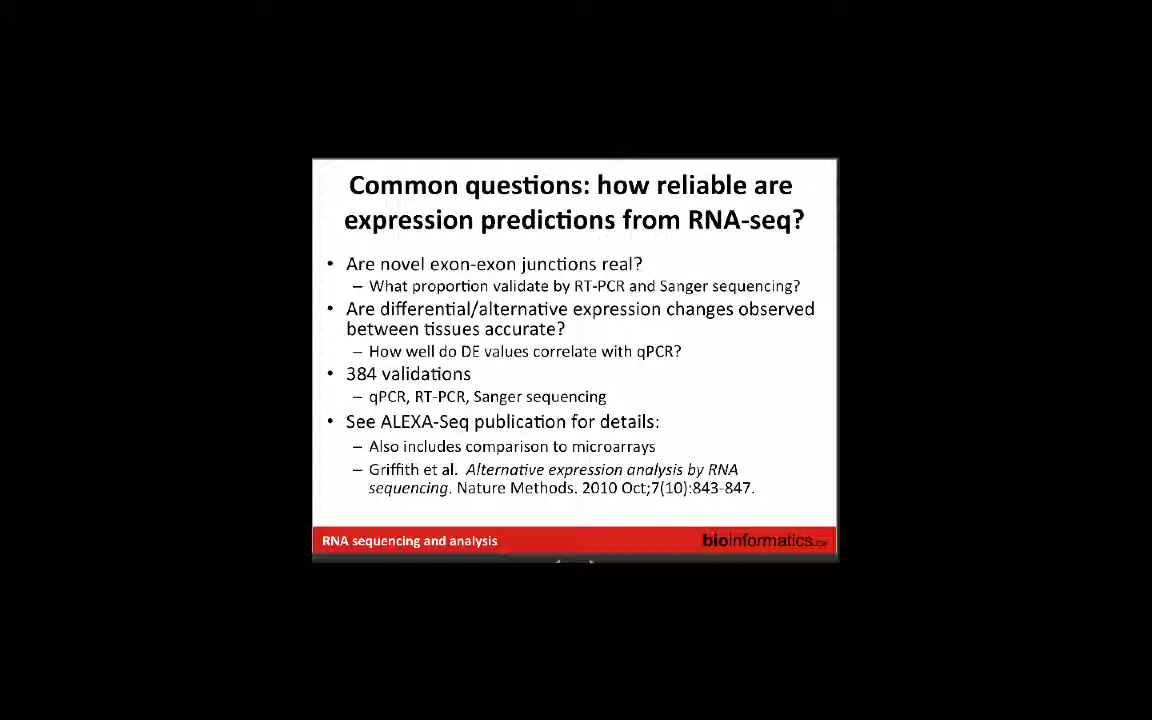 Common questions: how reliable are
expression predictions from RNA-seq?
• Are novel exon-exon junctions real?
– What proportion validate by RT-PCR and Sanger sequencing?
• Are differential/alternative expression changes observed
between tissues accurate?
– How well do DE values correlate with qPCR?
• 384 validations
– qPCR, RT-PCR, Sanger sequencing
• See ALEXA-Seq publication for details:
– Also includes comparison to microarrays
– Griffith et al. Alternative expression analysis by RNA
sequencing. Nature Methods. 2010 Oct;7(10):843-847.
RNA sequencing and analysis
bioinformatics.ca